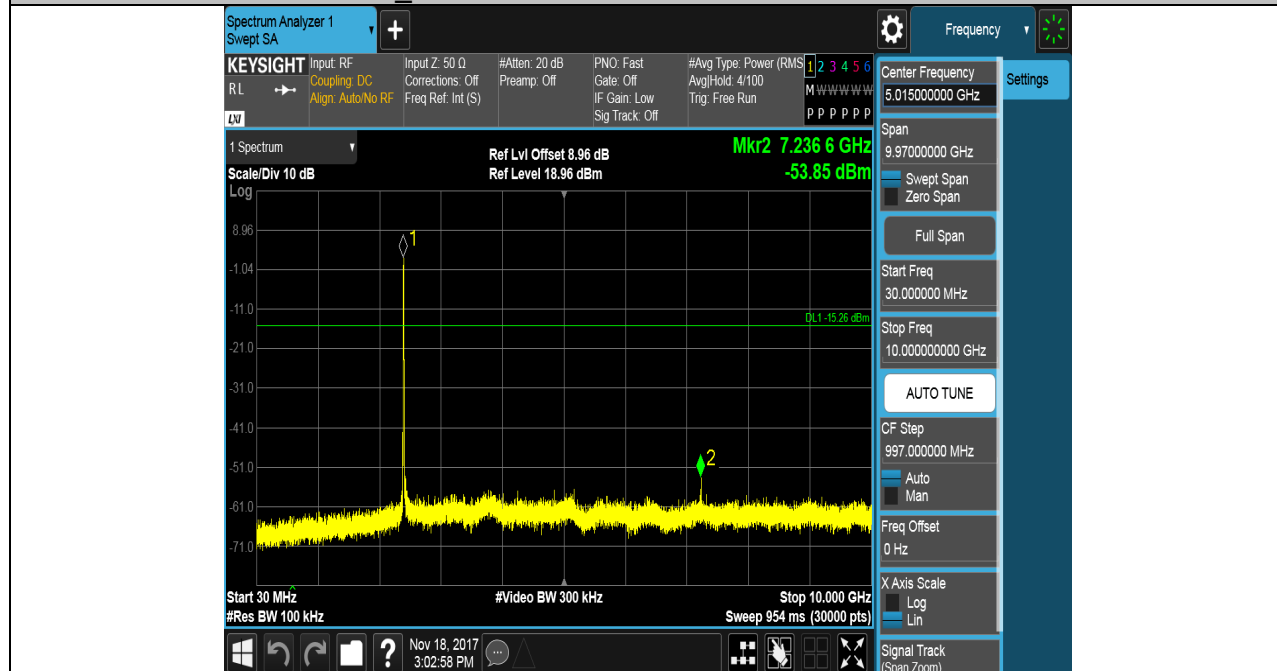 Spectrum Analyzer 1
Swept SA
+
Frequency
KEYSIGHT
RL
LXI
Input: RF
Coupling: DC
Align: Auto/No RF
Input Z: 50 Ω
Corrections: Off
Freq Ref: Int (S)
#Atten: 20 dB
Preamp: Off
PNO: Fast
Gate: Off
IF Gain: Low
Sig Track: Off
#Avg Type: Power (RMS
Avg|Hold: 4/100
Trig: Free Run
1 2 3 4 5 6
M W W W W W
P P P P P P
Center Frequency
5.015000000 GHz
Settings
1 Spectrum
Scale/Div 10 dB
Log
Ref Lvl Offset 8.96 dB
Ref Level 18.96 dBm
Mkr2 7.236 6 GHz
-53.85 dBm
8.96
-1.04
-11.0
-21.0
-31.0
-41.0
-51.0
-61.0
-71.0
1
DL1 -15.26 dBm
2
Start 30 MHz
#Res BW 100 kHz
#Video BW 300 kHz
Stop 10.000 GHz
Sweep 954 ms (30000 pts)
Span
9.97000000 GHz
Swept Span
Zero Span
Full Span
Start Freq
30.000000 MHz
Stop Freq
10.000000000 GHz
AUTO TUNE
CF Step
997.000000 MHz
Auto
Man
Freq Offset
0 Hz
X Axis Scale
Log
Lin
Signal Track
(Span Zoom)
?
Nov 18, 2017
3:02:58 PM